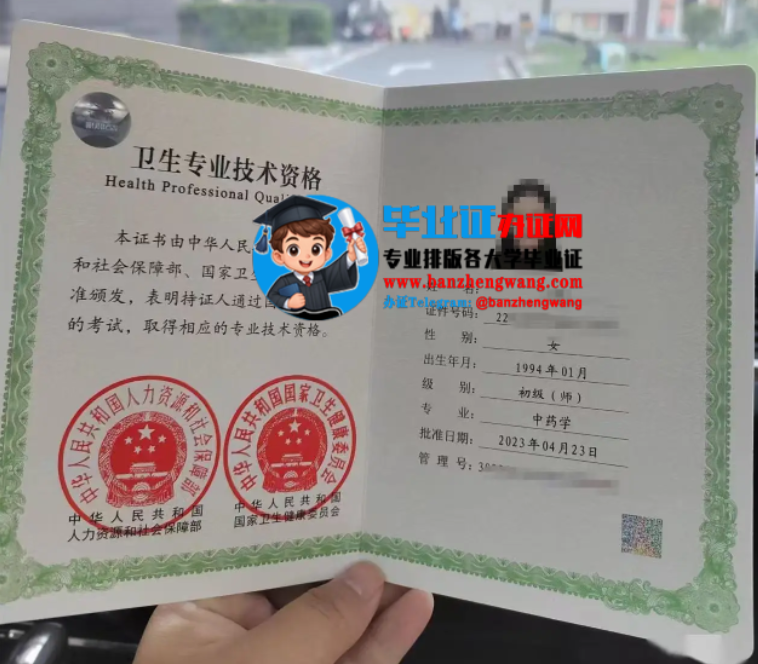 卫生专业技术资格
Health Professional
本证书由中华人民
和社会保障部、国家卫生
准颁发，表明持证人通过
的考试，取得相应的专业技术资格。
中华人民共和国人力资源和社会保障部
中华人民共和国国家卫生健康委员会
中华人民共和国
人力资源和社会保障部
中华人民共和国
国家卫生健康委员会
毕业证办证网
专业排版各大学毕业证
www.banzhengwang.com
办证Telegram：@banzhengwang
名：
证件号码：22
性 别：女
出生年月：1994年01月
级 别：初级（师）
专 业：中药学
批准日期：2023年04月23日
管 理 号：